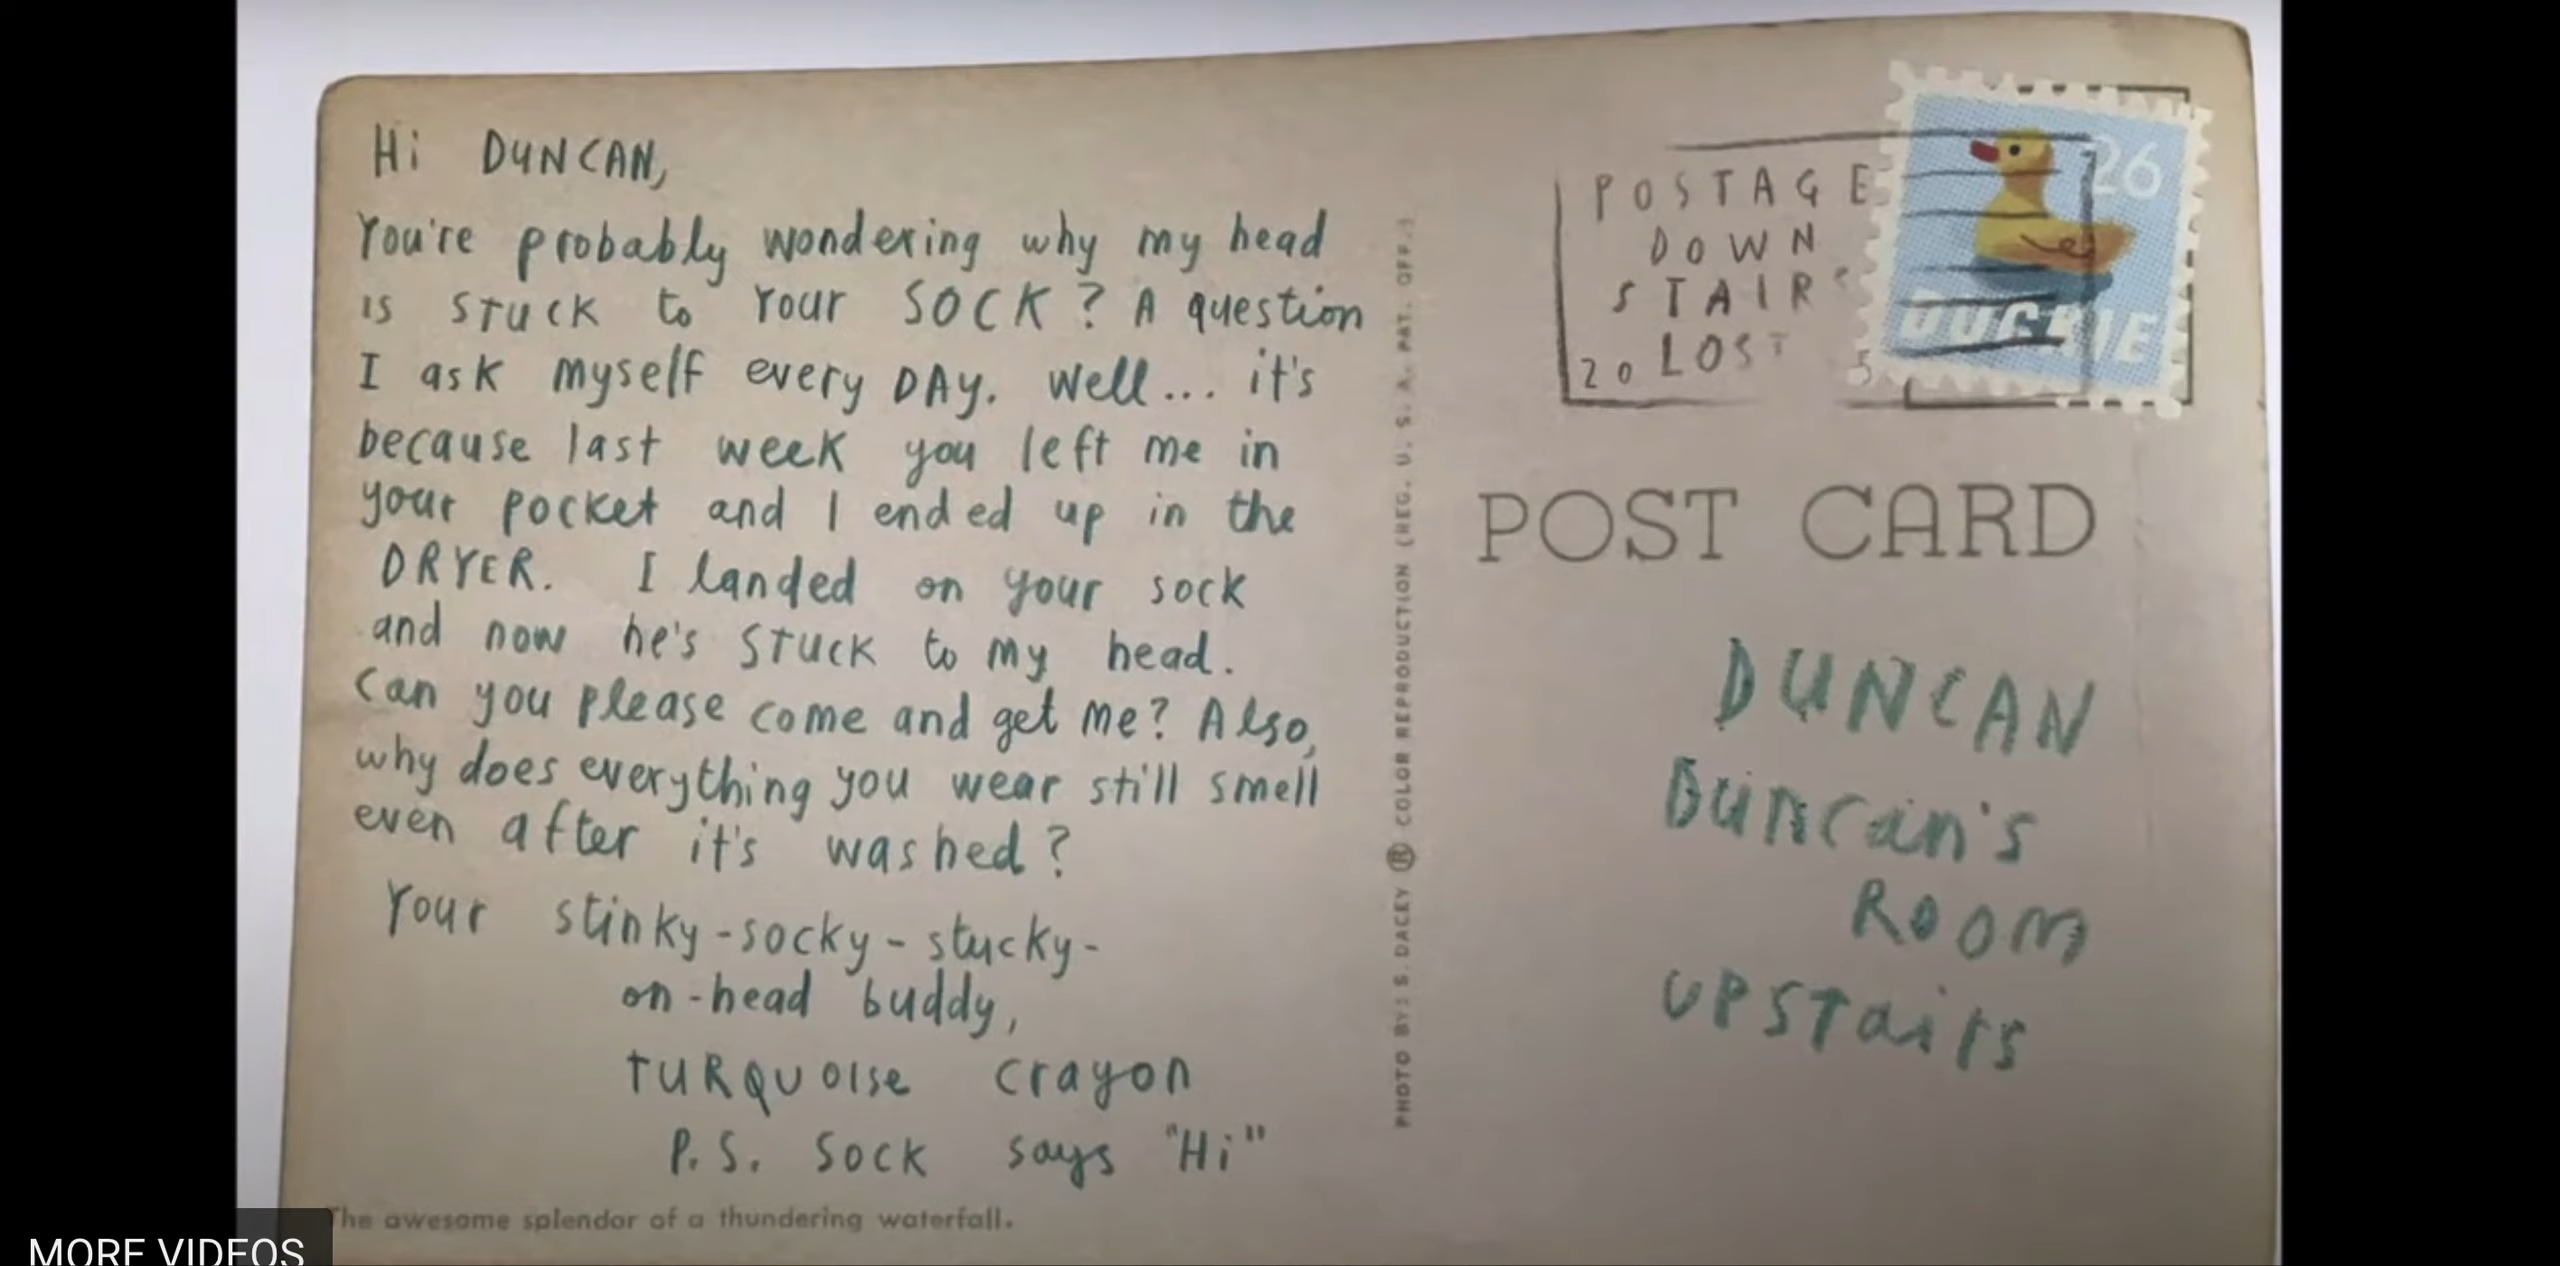 Hi DUNCAN,
You're probably wondering why my head
is STUCK to Your SOCK? A question
I ask myself every DAY. Well... it's
because last week you left me in
your pocket and I ended up in the
DRYER. I landed on your sock
and now he's STUCK to my head.
Can you please come and get me? Also,
why does everything you wear still smell
even after it's washed?
Your stinky-socky-stucky-
on-head buddy,
TURQUOISE crayon
P.S. SOCK says "Hi"
The awesome splendor of a thundering waterfall.
PHOTO BY: S. DACEY ® COLOR REPRODUCTION (REG. U. S. A. PAT. OFF.)
POSTAGE
DOWN
STAIRS
LOST
20 5
26
DUCKIE
POST CARD
DUNCAN
Duncan's
ROOM
UPSTairs
MORE VIDEOS